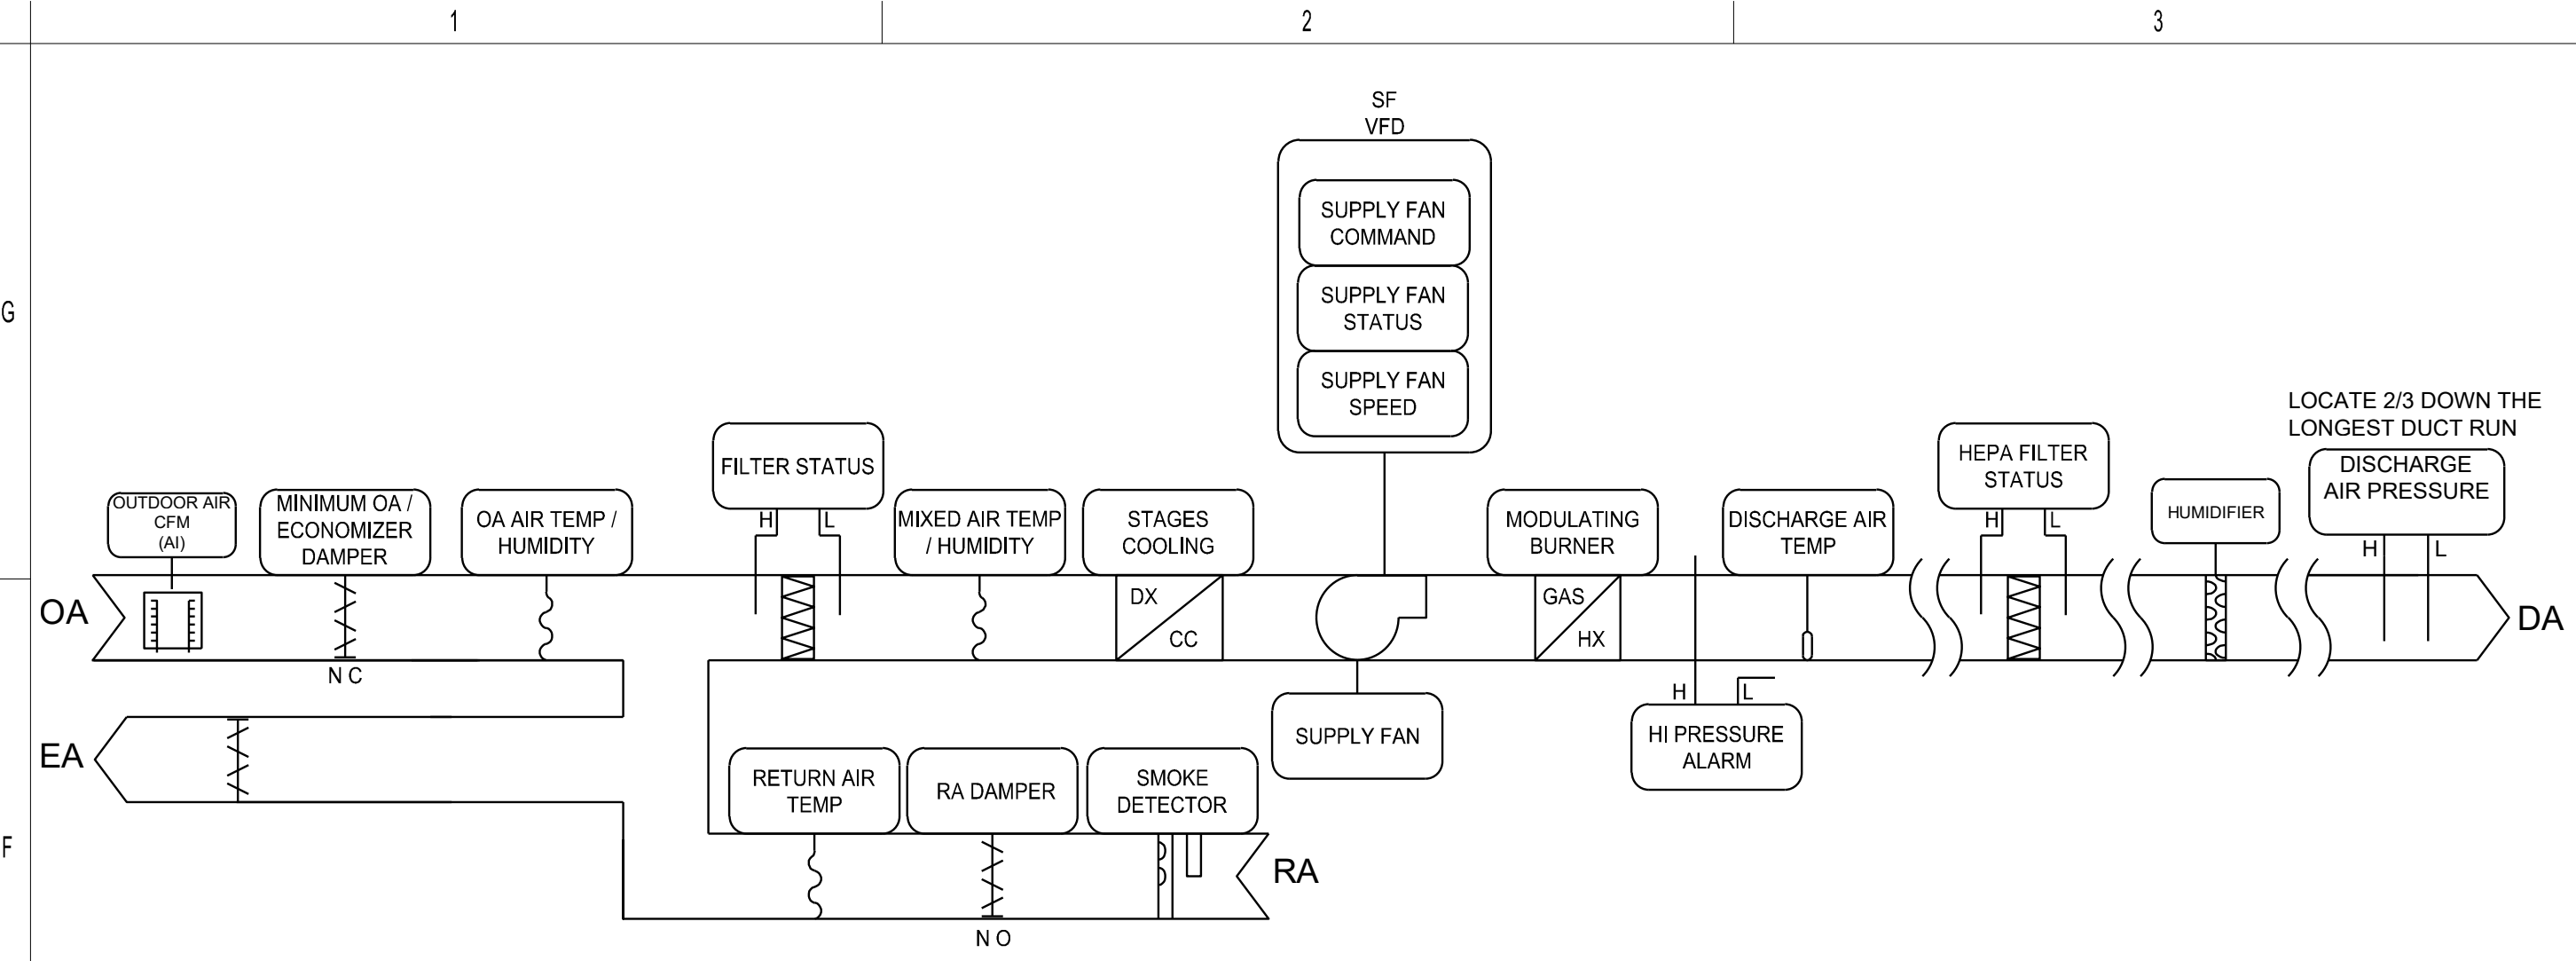 1
2
3
G
F
SF
VFD
SUPPLY FAN
COMMAND
SUPPLY FAN
STATUS
SUPPLY FAN
SPEED
LOCATE 2/3 DOWN THE
LONGEST DUCT RUN
DISCHARGE
AIR PRESSURE
H
L
OUTDOOR AIR
CFM
(AI)
MINIMUM OA /
ECONOMIZER
DAMPER
OA AIR TEMP /
HUMIDITY
FILTER STATUS
H
L
MIXED AIR TEMP
/ HUMIDITY
STAGES
COOLING
MODULATING
BURNER
DISCHARGE AIR
TEMP
HEPA FILTER
STATUS
H
L
HUMIDIFIER
OA
N C
DX
CC
GAS
HX
DA
EA
SUPPLY FAN
H
L
HI PRESSURE
ALARM
RETURN AIR
TEMP
RA DAMPER
SMOKE
DETECTOR
RA
N O